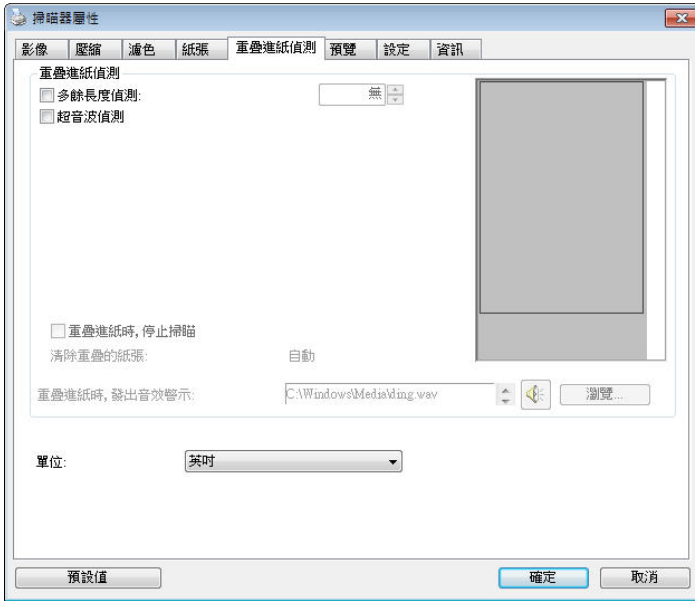 掃瞄器屬性
影像 壓縮 濾色 紙張 重疊進紙偵測 預覽 設定 資訊
重疊進紙偵測
多餘長度偵測: 無
超音波偵測
重疊進紙時, 停止掃瞄
清除重疊的紙張: 自動
重疊進紙時, 發出音效警示: C:\Windows\Media\ding.wav 瀏覽...
單位: 英吋
預設值 確定 取消